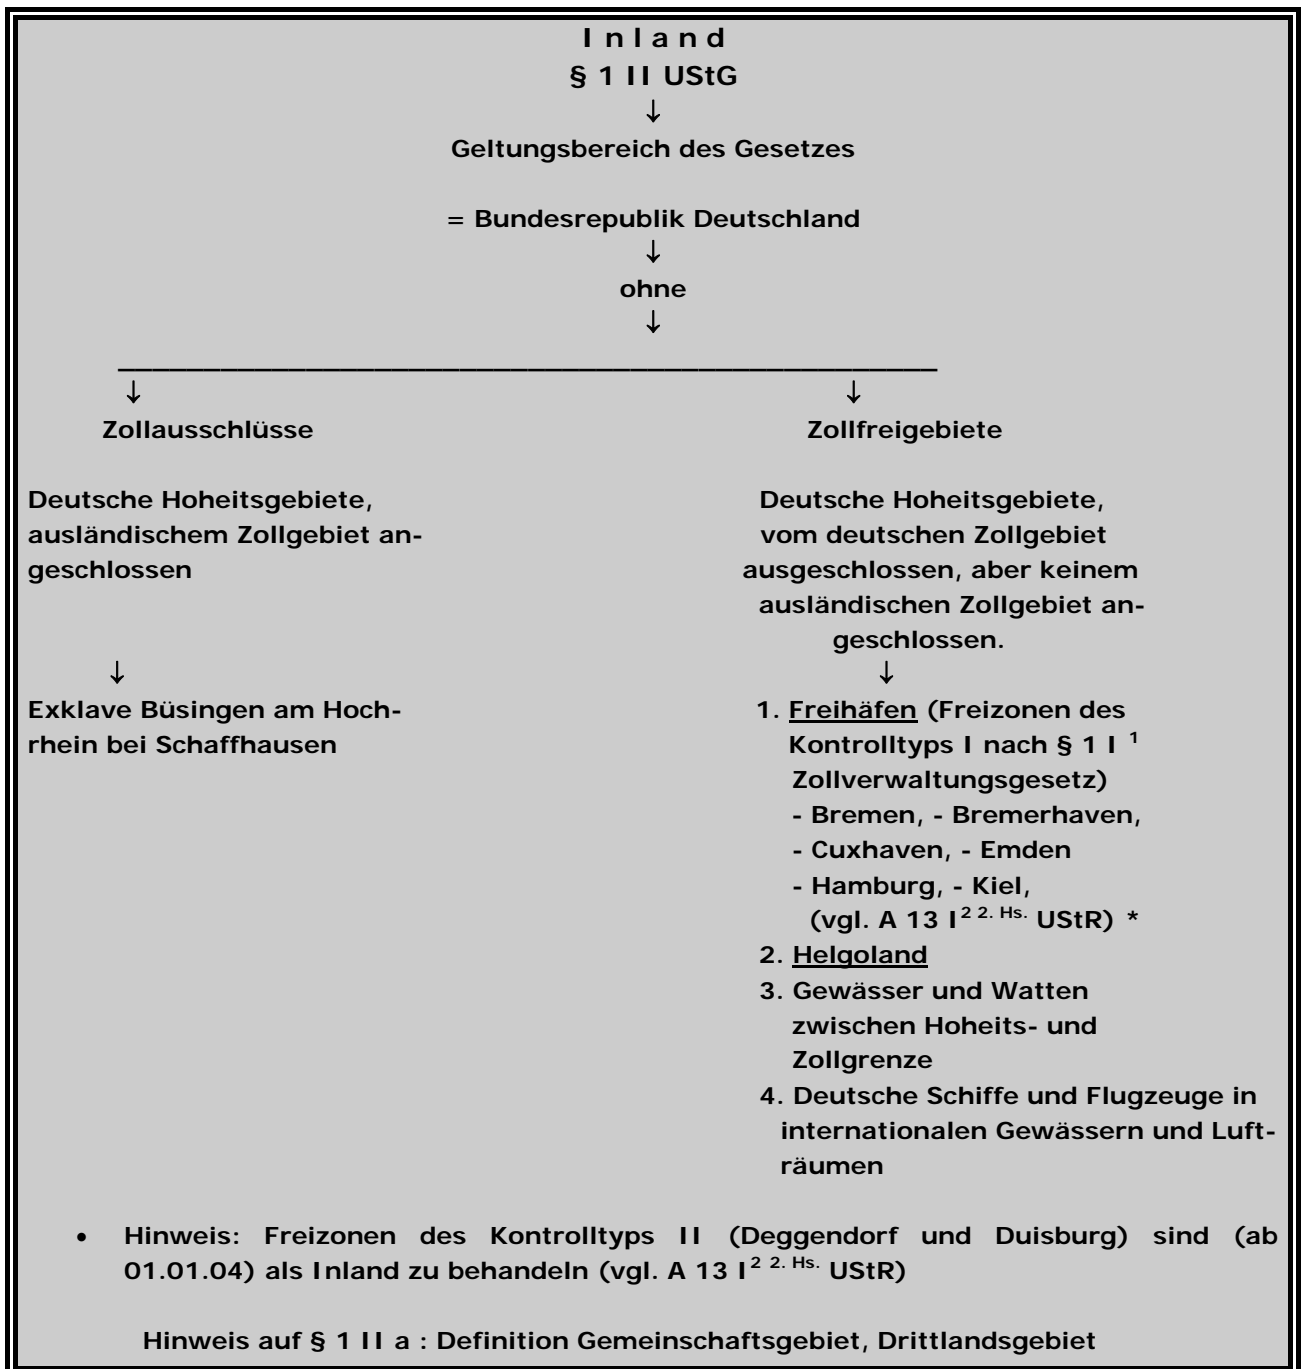 I n l a n d
§ 1 II UStG
↓
Geltungsbereich des Gesetzes
= Bundesrepublik Deutschland
↓
ohne
↓
↓ ↓
Zollausschlüsse Zollfreigebiete
Deutsche Hoheitsgebiete,
ausländischem Zollgebiet an-
geschlossen
↓
Exklave Büsingen am Hoch-
rhein bei Schaffhausen
Deutsche Hoheitsgebiete,
vom deutschen Zollgebiet
ausgeschlossen, aber keinem
ausländischen Zollgebiet an-
geschlossen.
↓
1. Freihäfen (Freizonen des
Kontrolltyps I nach § 1 I 1
Zollverwaltungsgesetz)
- Bremen, - Bremerhaven,
- Cuxhaven, - Emden
- Hamburg, - Kiel,
(vgl. A 13 I 2 2. Hs. UStR) *
2. Helgoland
3. Gewässer und Watten
zwischen Hoheits- und
Zollgrenze
4. Deutsche Schiffe und Flugzeuge in
internationalen Gewässern und Luft-
räumen
• Hinweis: Freizonen des Kontrolltyps II (Deggendorf und Duisburg) sind (ab
01.01.04) als Inland zu behandeln (vgl. A 13 I 2 2. Hs. UStR)
Hinweis auf § 1 II a : Definition Gemeinschaftsgebiet, Drittlandsgebiet